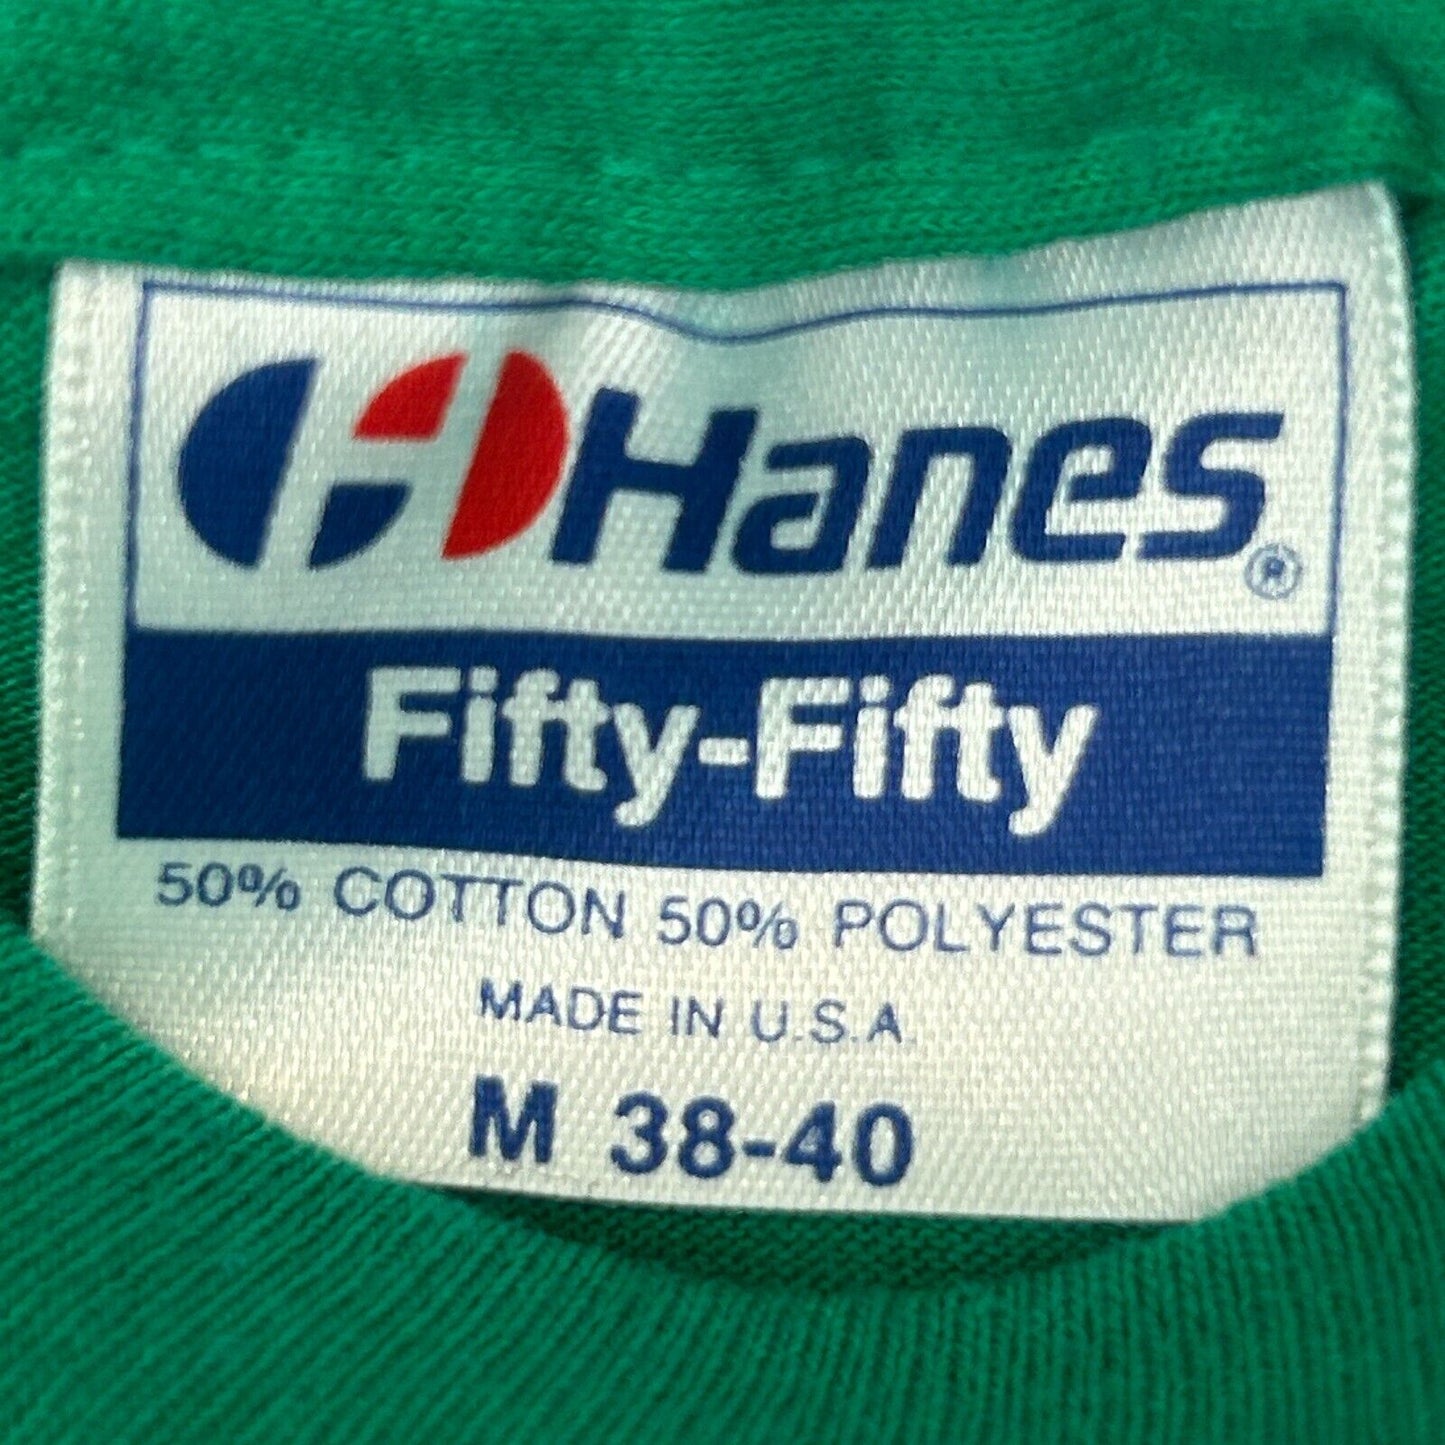 Hanes®
Fifty-Fifty
50% COTTON 50% POLYESTER
MADE IN U.S.A.
M 38-40